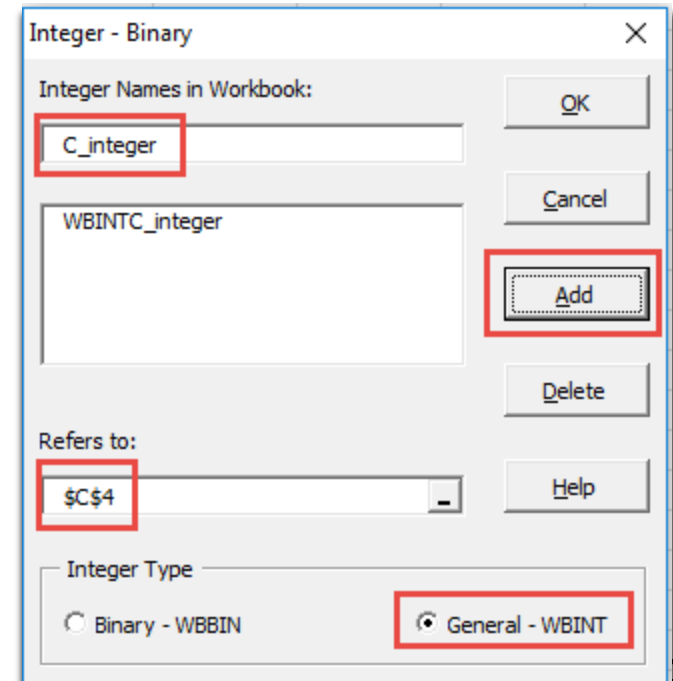 Integer - Binary
Integer Names in Workbook:
OK
C_integer
Cancel
WBINTC_integer
Add
Delete
Refers to:
$C$4
Help
Integer Type
Binary - WBBIN
General - WBINT